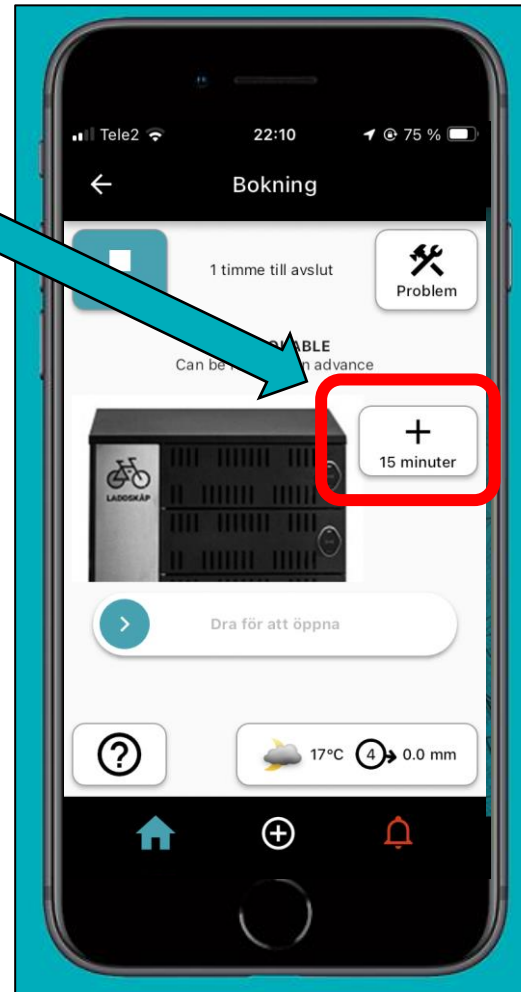 Tele2 22:10 75 %
Bokning
1 timme till avslut
Problem
Can be advance
+
15 minuter
LADDSKÅP
Dra för att öppna
?
17°C 4 0.0 mm